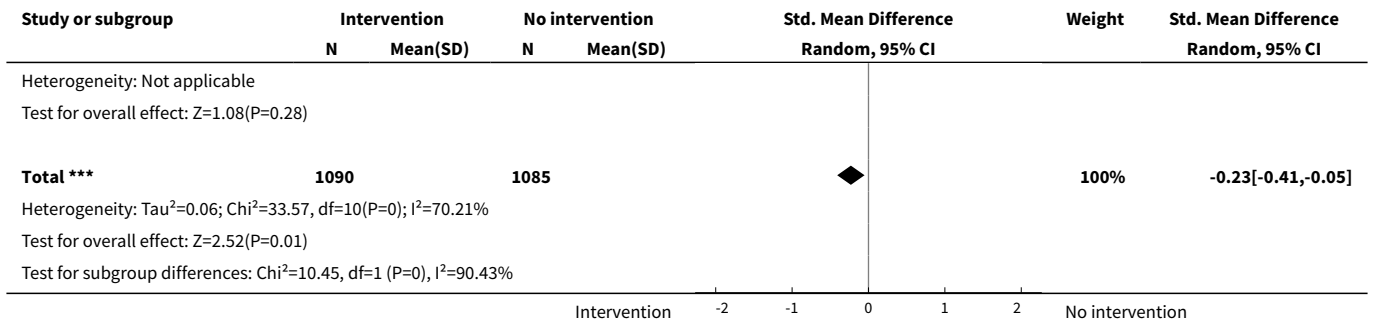 Study or subgroup Intervention No intervention Std. Mean Difference Weight Std. Mean Difference
N Mean(SD) N Mean(SD) Random, 95% CI Random, 95% CI
Heterogeneity: Not applicable
Test for overall effect: Z=1.08(P=0.28)
Total *** 1090 1085 100% -0.23[-0.41,-0.05]
Heterogeneity: Tau²=0.06; Chi²=33.57, df=10(P=0); I²=70.21%
Test for overall effect: Z=2.52(P=0.01)
Test for subgroup differences: Chi²=10.45, df=1 (P=0), I²=90.43%
Intervention -2 -1 0 1 2 No intervention